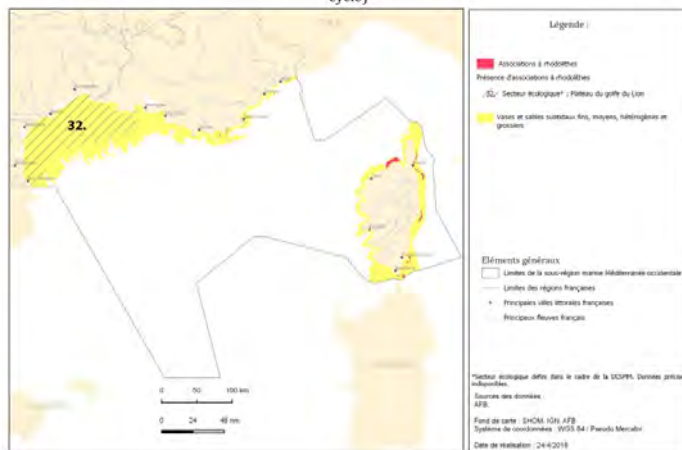 cycle)
Légende :
Associations à rhodolithes
Présence d'associations à rhodolithes
32. Secteur écologique* : Plateau du golfe du Lion
Vases et sables subtidaux fins, moyens, hétérogènes et
grossiers
32.
Eléments généraux
Limites de la sous-région marine Méditerranée occidentale
Limites des régions françaises
Principales villes littorales françaises
Principaux fleuves français
0 50 100 km
0 24 48 nm
*Secteur écologique défini dans le cadre de la DCSMM. Données précises
indisponibles.
Sources des données :
AFB.
Fond de carte : SHOM, IGN, AFB
Système de coordonnées : WGS 84 / Pseudo Mercator
Date de réalisation : 24/4/2018